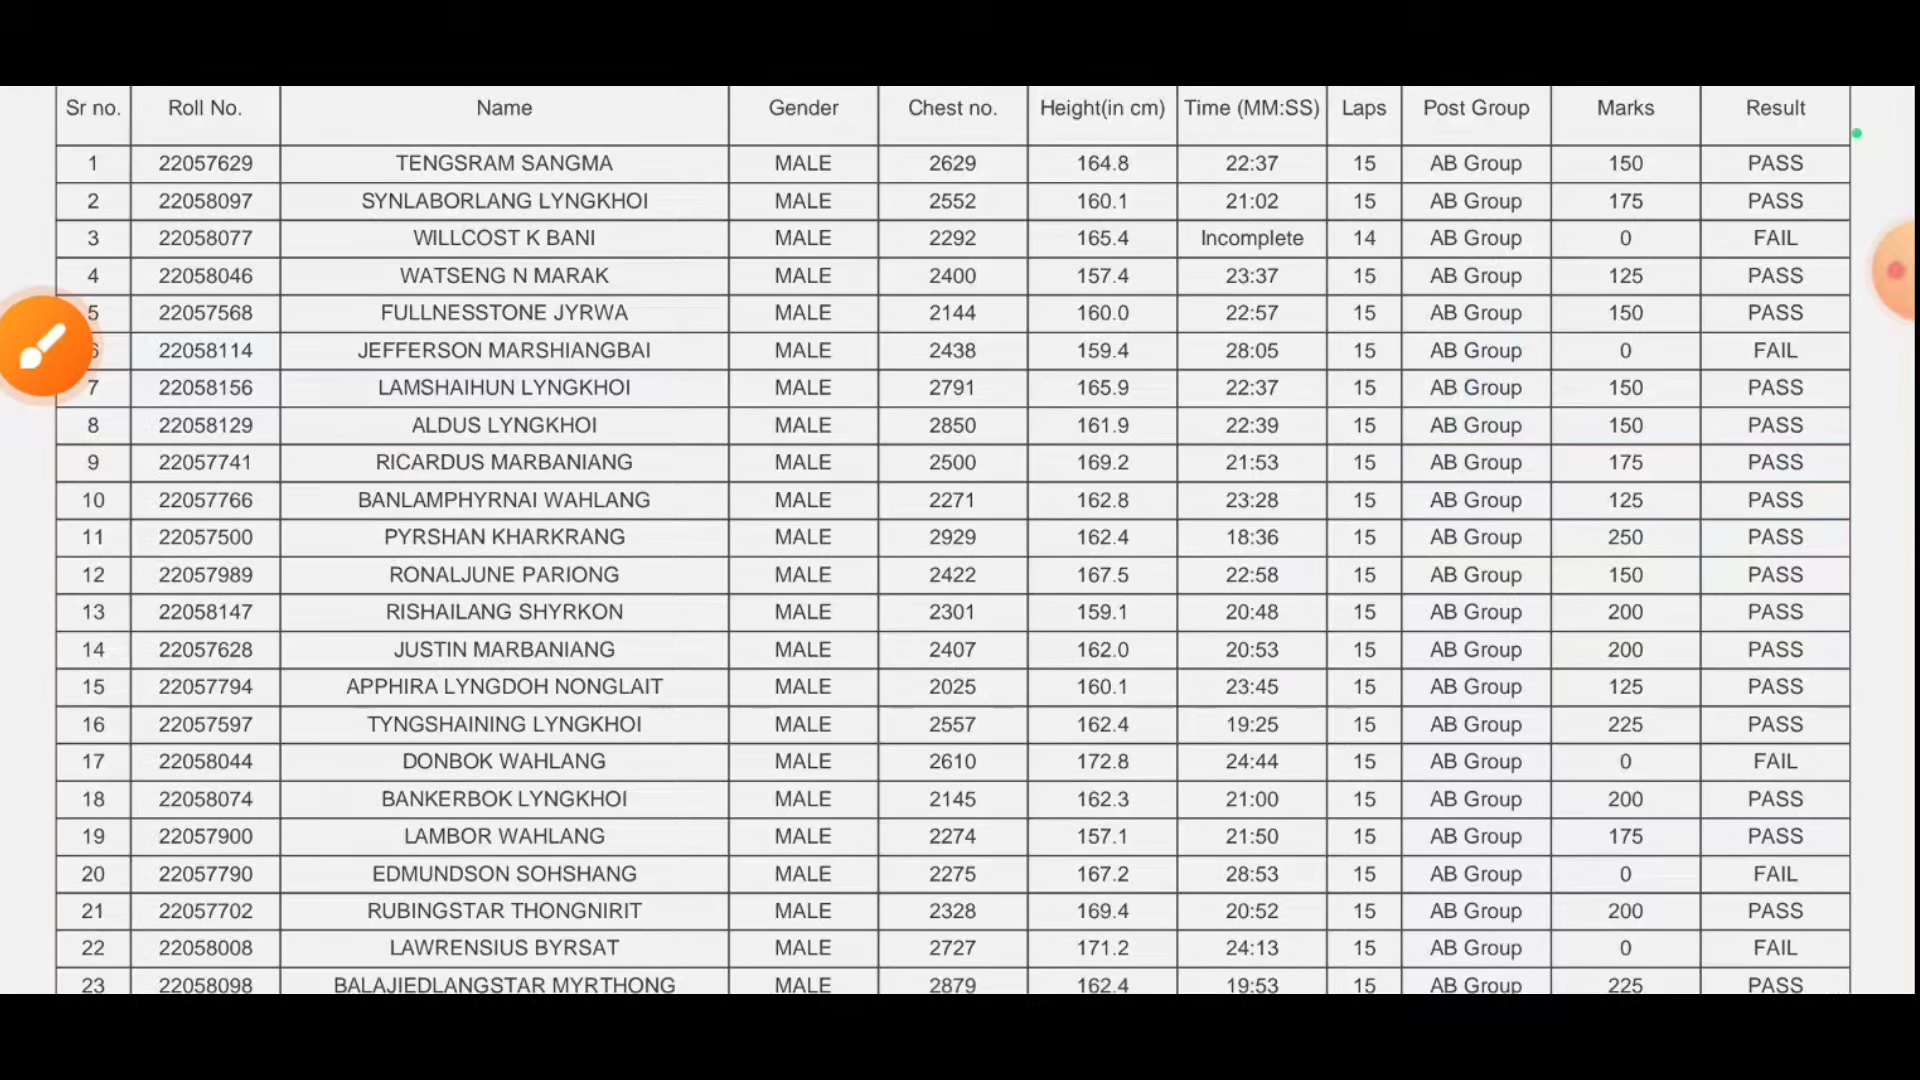 Sr no. Roll No. Name Gender Chest no. Height(in cm) Time (MM:SS) Laps Post Group Marks Result
1 22057629 TENGSRAM SANGMA MALE 2629 164.8 22:37 15 AB Group 150 PASS
2 22058097 SYNLABORLANG LYNGKHOI MALE 2552 160.1 21:02 15 AB Group 175 PASS
3 22058077 WILLCOST K BANI MALE 2292 165.4 Incomplete 14 AB Group 0 FAIL
4 22058046 WATSENG N MARAK MALE 2400 157.4 23:37 15 AB Group 125 PASS
5 22057568 FULLNESSTONE JYRWA MALE 2144 160.0 22:57 15 AB Group 150 PASS
6 22058114 JEFFERSON MARSHIANGBAI MALE 2438 159.4 28:05 15 AB Group 0 FAIL
7 22058156 LAMSHAIHUN LYNGKHOI MALE 2791 165.9 22:37 15 AB Group 150 PASS
8 22058129 ALDUS LYNGKHOI MALE 2850 161.9 22:39 15 AB Group 150 PASS
9 22057741 RICARDUS MARBANIANG MALE 2500 169.2 21:53 15 AB Group 175 PASS
10 22057766 BANLAMPHYRNAI WAHLANG MALE 2271 162.8 23:28 15 AB Group 125 PASS
11 22057500 PYRSHAN KHARKRANG MALE 2929 162.4 18:36 15 AB Group 250 PASS
12 22057989 RONALJUNE PARIONG MALE 2422 167.5 22:58 15 AB Group 150 PASS
13 22058147 RISHAILANG SHYRKON MALE 2301 159.1 20:48 15 AB Group 200 PASS
14 22057628 JUSTIN MARBANIANG MALE 2407 162.0 20:53 15 AB Group 200 PASS
15 22057794 APPHIRA LYNGDOH NONGLAIT MALE 2025 160.1 23:45 15 AB Group 125 PASS
16 22057597 TYNGSHAINING LYNGKHOI MALE 2557 162.4 19:25 15 AB Group 225 PASS
17 22058044 DONBOK WAHLANG MALE 2610 172.8 24:44 15 AB Group 0 FAIL
18 22058074 BANKERBOK LYNGKHOI MALE 2145 162.3 21:00 15 AB Group 200 PASS
19 22057900 LAMBOR WAHLANG MALE 2274 157.1 21:50 15 AB Group 175 PASS
20 22057790 EDMUNDSON SOHSHANG MALE 2275 167.2 28:53 15 AB Group 0 FAIL
21 22057702 RUBINGSTAR THONGNIRIT MALE 2328 169.4 20:52 15 AB Group 200 PASS
22 22058008 LAWRENSIUS BYRSAT MALE 2727 171.2 24:13 15 AB Group 0 FAIL
23 22058098 BALAJIEDLANGSTAR MYRTHONG MALE 2879 162.4 19:53 15 AB Group 225 PASS